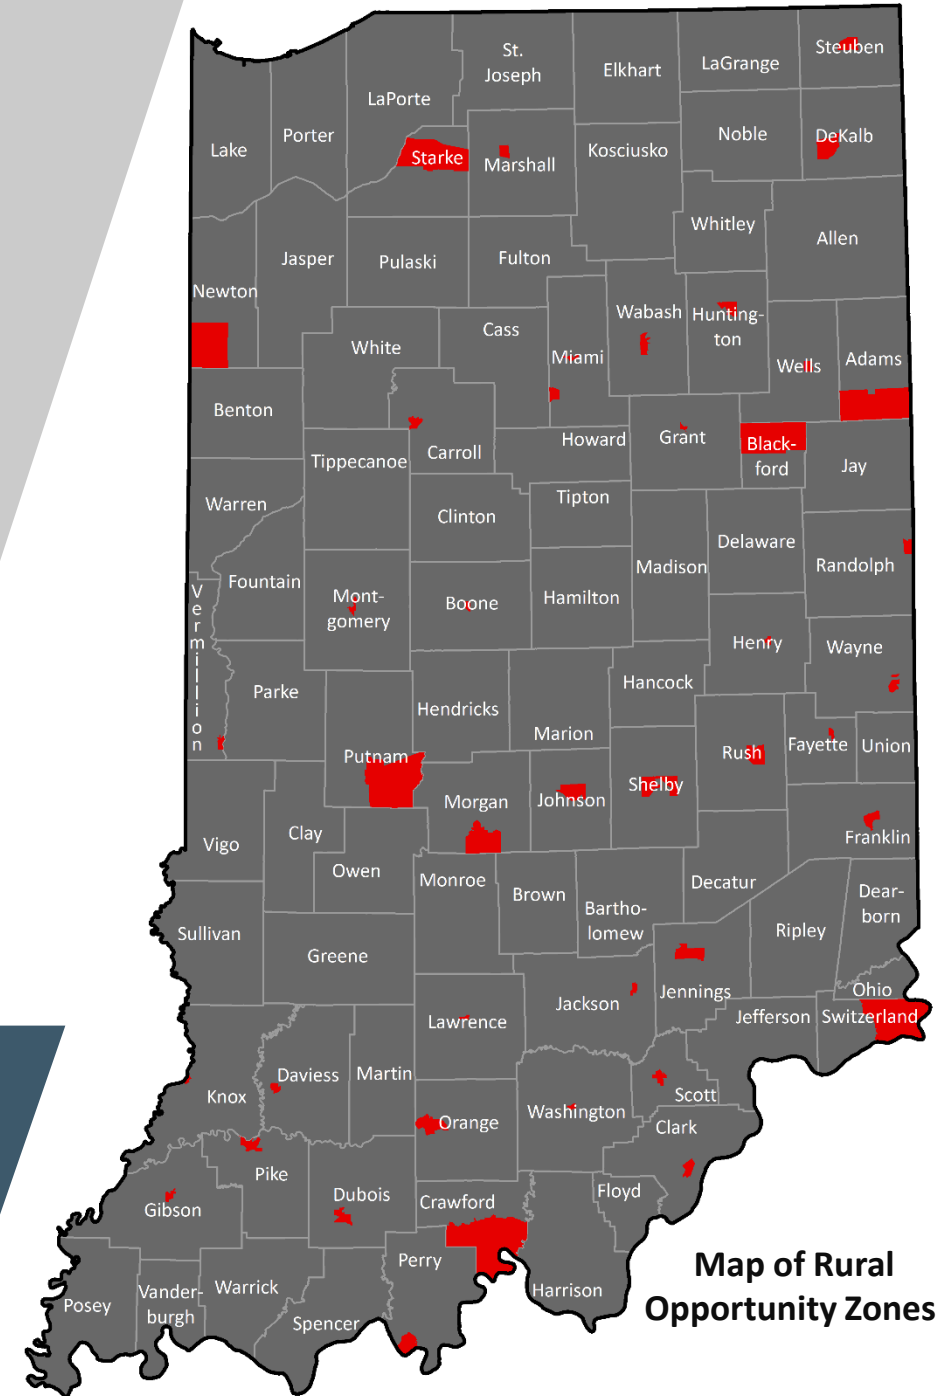 St.
Joseph
Elkhart
LaGrange
Steuben
LaPorte
Lake
Porter
Starke
Marshall
Kosciusko
Noble
DeKalb
Whitley
Allen
Newton
Jasper
Pulaski
Fulton
White
Cass
Miami
Wabash
Hunting-
ton
Wells
Adams
Benton
Tippecanoe
Carroll
Howard
Grant
Black-
ford
Jay
Warren
Clinton
Tipton
Madison
Delaware
Randolph
Vermillion
Fountain
Mont-
gomery
Boone
Hamilton
Henry
Wayne
Parke
Hendricks
Hancock
Marion
Putnam
Morgan
Johnson
Shelby
Rush
Fayette
Union
Vigo
Clay
Owen
Monroe
Brown
Bartho-
lomew
Decatur
Franklin
Dear-
born
Ripley
Sullivan
Greene
Jackson
Jennings
Ohio
Lawrence
Jefferson
Switzerland
Knox
Daviess
Martin
Orange
Washington
Scott
Clark
Pike
Gibson
Dubois
Crawford
Floyd
Posey
Vander-
burgh
Warrick
Spencer
Perry
Harrison
Map of Rural
Opportunity Zones